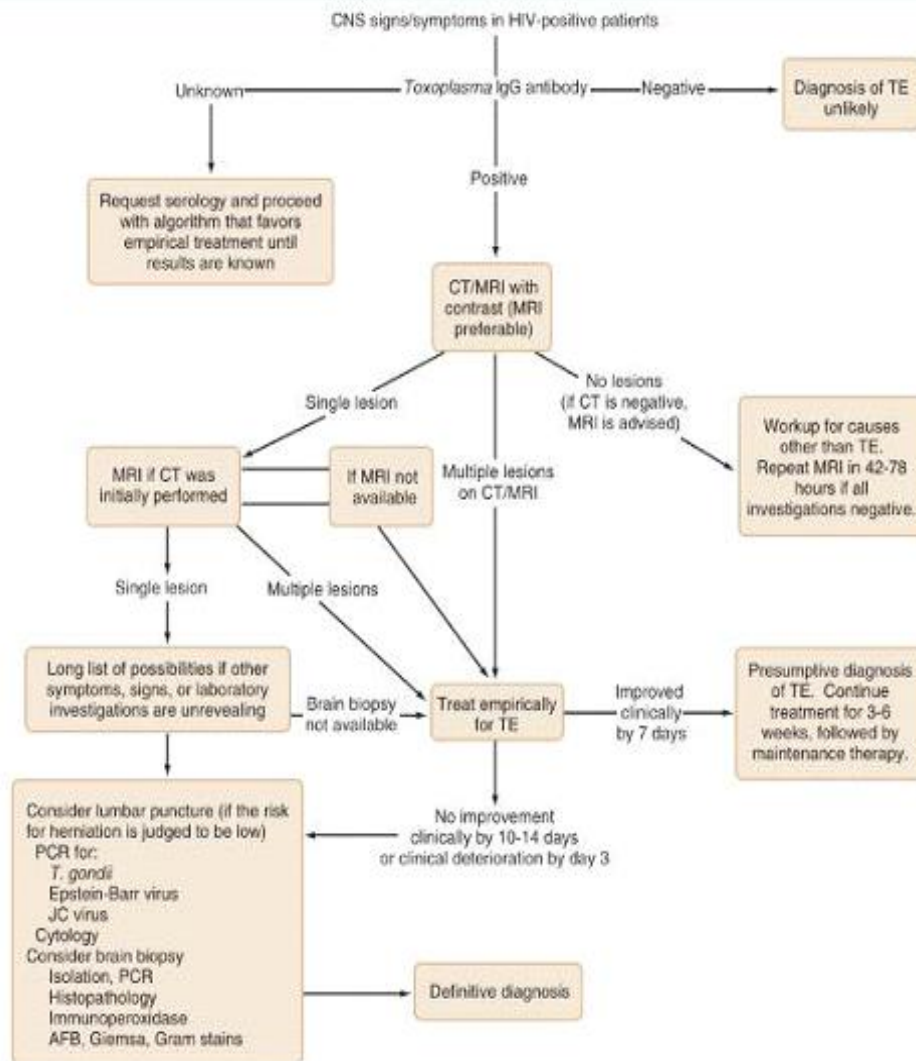 CNS signs/symptoms in HIV-positive patients
Unknown
Toxoplasma IgG antibody
Negative
Diagnosis of TE
unlikely
Positive
Request serology and proceed
with algorithm that favors
empirical treatment until
results are known
CT/MRI with
contrast (MRI
preferable)
Single lesion
No lesions
(if CT is negative,
MRI is advised)
Multiple lesions
on CT/MRI
Workup for causes
other than TE.
Repeat MRI in 42-78
hours if all
investigations negative.
MRI if CT was
initially performed
If MRI not
available
Single lesion
Multiple lesions
Long list of possibilities if other
symptoms, signs, or laboratory
investigations are unrevealing
Brain biopsy
not available
Treat empirically
for TE
Improved
clinically
by 7 days
Presumptive diagnosis
of TE. Continue
treatment for 3-6
weeks, followed by
maintenance therapy.
No improvement
clinically by 10-14 days
or clinical deterioration by day 3
Consider lumbar puncture (if the risk
for herniation is judged to be low)
PCR for:
T. gondii
Epstein-Barr virus
JC virus
Cytology
Consider brain biopsy
Isolation, PCR
Histopathology
Immunoperoxidase
AFB, Giemsa, Gram stains
Definitive diagnosis